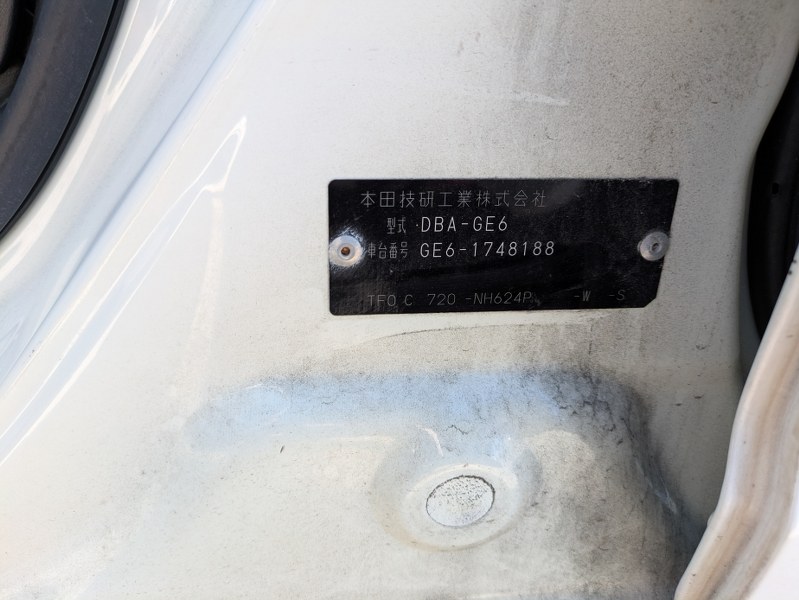 本田技研工業株式会社
型式 DBA-GE6
車台番号 GE6-1748188
TF0 C 720 -NH624P -W -S